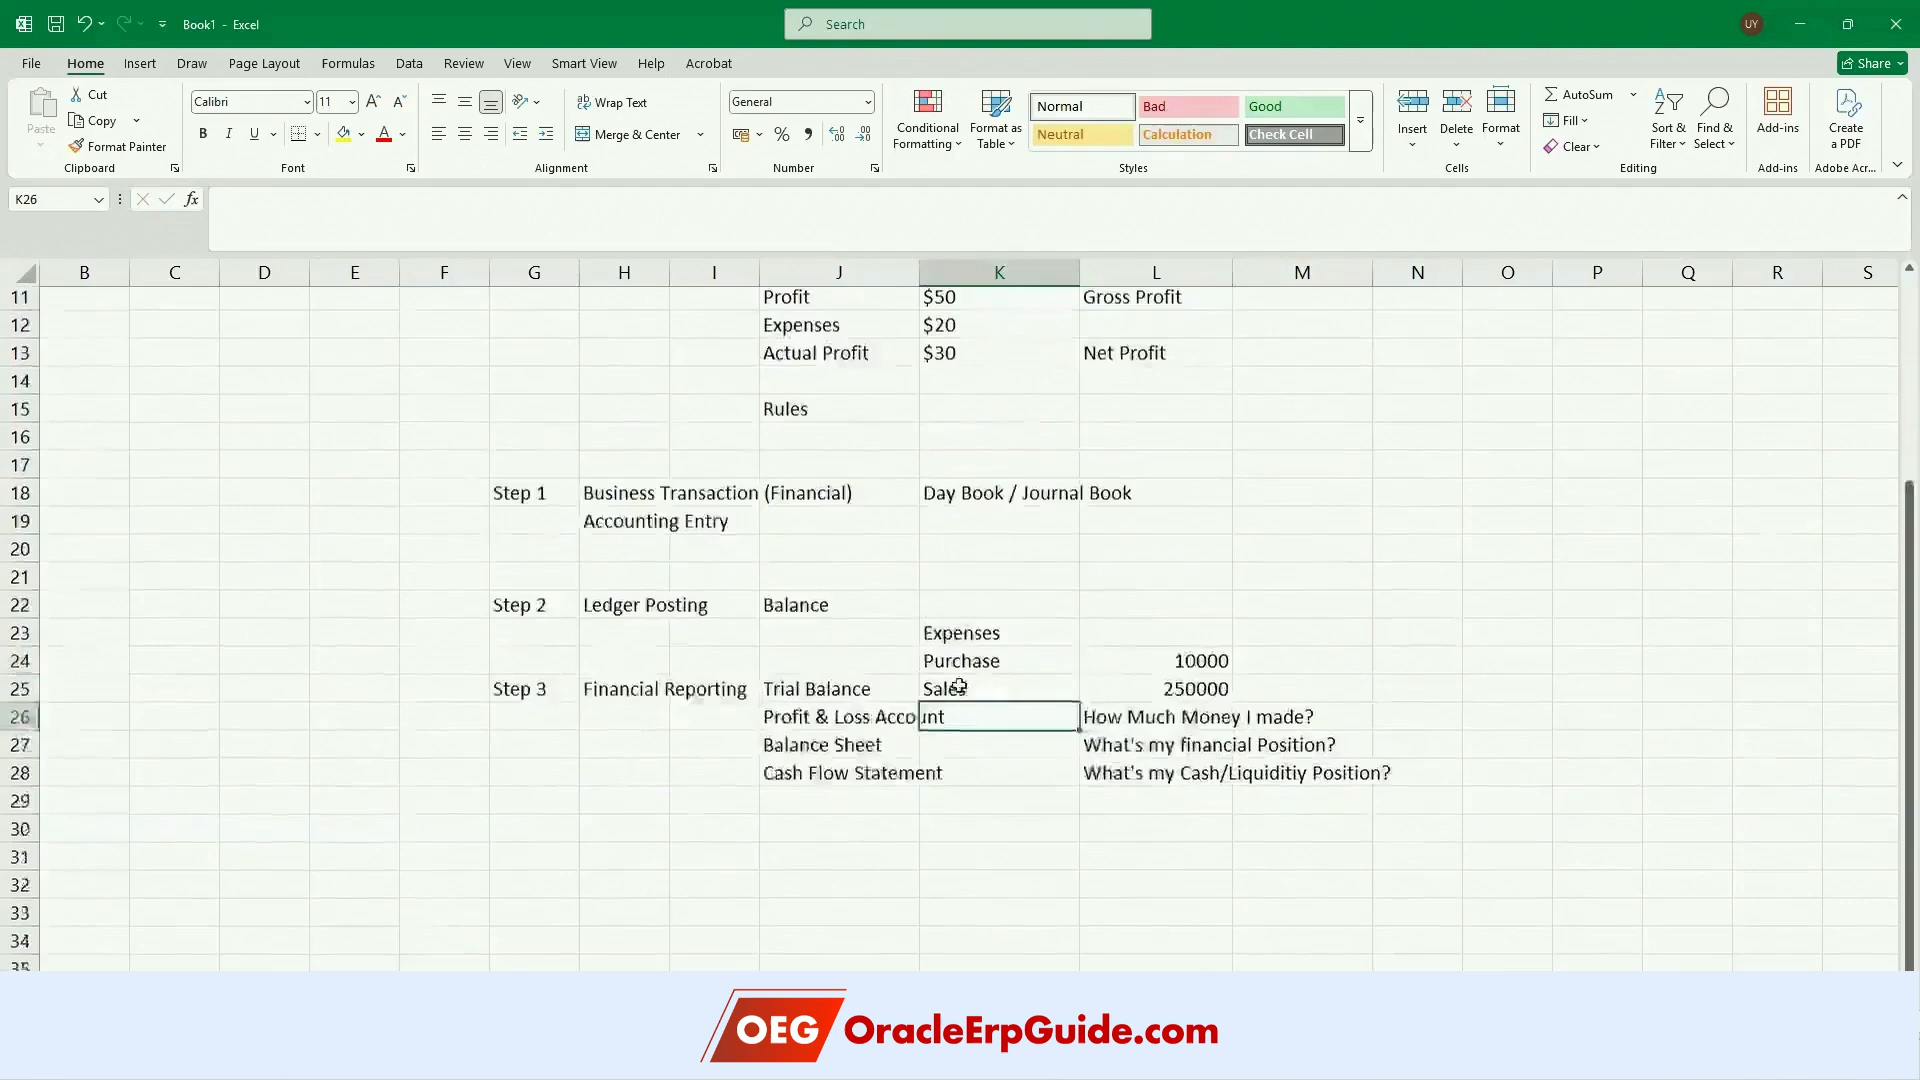 Book1 - Excel
Search
UY
File Home Insert Draw Page Layout Formulas Data Review View Smart View Help Acrobat
Share
Paste
Cut
Copy
Format Painter
Clipboard
Calibri 11
B I U
Font
Wrap Text
Merge & Center
Alignment
General
Number
Conditional Formatting
Format as Table
Normal Bad Good
Neutral Calculation Check Cell
Styles
Insert Delete Format
Cells
AutoSum
Fill
Clear
Sort & Filter
Find & Select
Editing
Add-ins
Add-ins
Create a PDF
Adobe Acr...
K26
fx
B C D E F G H I J K L M N O P Q R S
11 Profit $50 Gross Profit
12 Expenses $20
13 Actual Profit $30 Net Profit
14
15 Rules
16
17
18 Step 1 Business Transaction (Financial) Day Book / Journal Book
19 Accounting Entry
20
21
22 Step 2 Ledger Posting Balance
23 Expenses
24 Purchase 10000
25 Step 3 Financial Reporting Trial Balance Sales 250000
26 Profit & Loss Account How Much Money I made?
27 Balance Sheet What's my financial Position?
28 Cash Flow Statement What's my Cash/Liquiditiy Position?
29
30
31
32
33
34
35
OEG OracleErpGuide.com